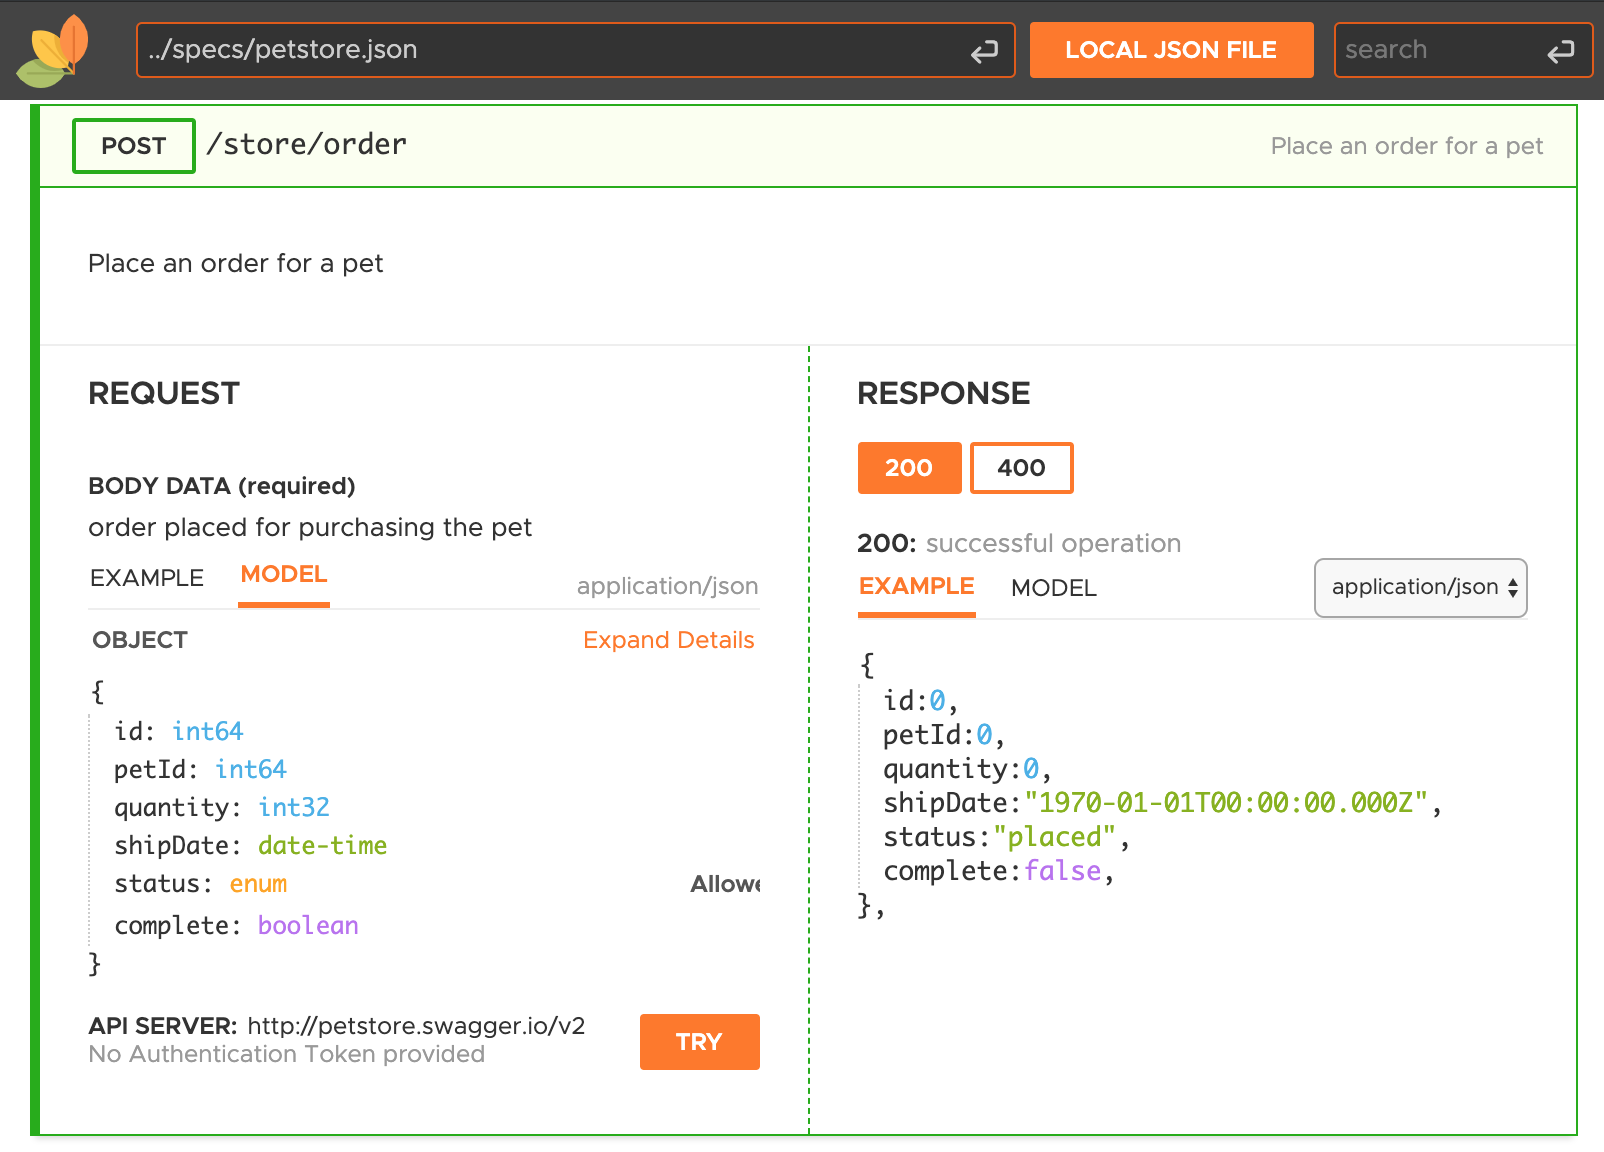 ../specs/petstore.json
LOCAL JSON FILE
search
POST /store/order
Place an order for a pet
Place an order for a pet
REQUEST
BODY DATA (required)
order placed for purchasing the pet
EXAMPLE MODEL application/json
OBJECT Expand Details
{
id: int64
petId: int64
quantity: int32
shipDate: date-time
status: enum Allowe
complete: boolean
}
API SERVER: http://petstore.swagger.io/v2
No Authentication Token provided
TRY
RESPONSE
200 400
200: successful operation
EXAMPLE MODEL application/json
{
id:0,
petId:0,
quantity:0,
shipDate:"1970-01-01T00:00:00.000Z",
status:"placed",
complete:false,
},